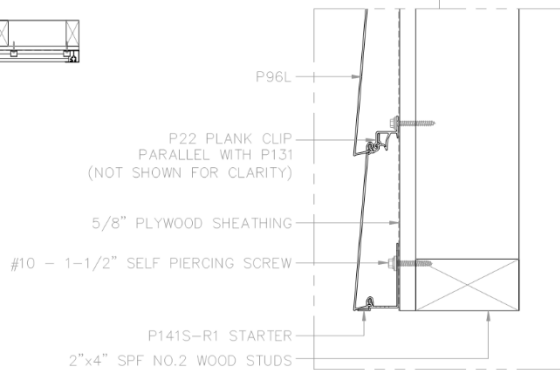 P96L
P22 PLANK CLIP
PARALLEL WITH P131
(NOT SHOWN FOR CLARITY)
5/8" PLYWOOD SHEATHING
#10 - 1-1/2" SELF PIERCING SCREW
P141S-R1 STARTER
2"x4" SPF NO.2 WOOD STUDS